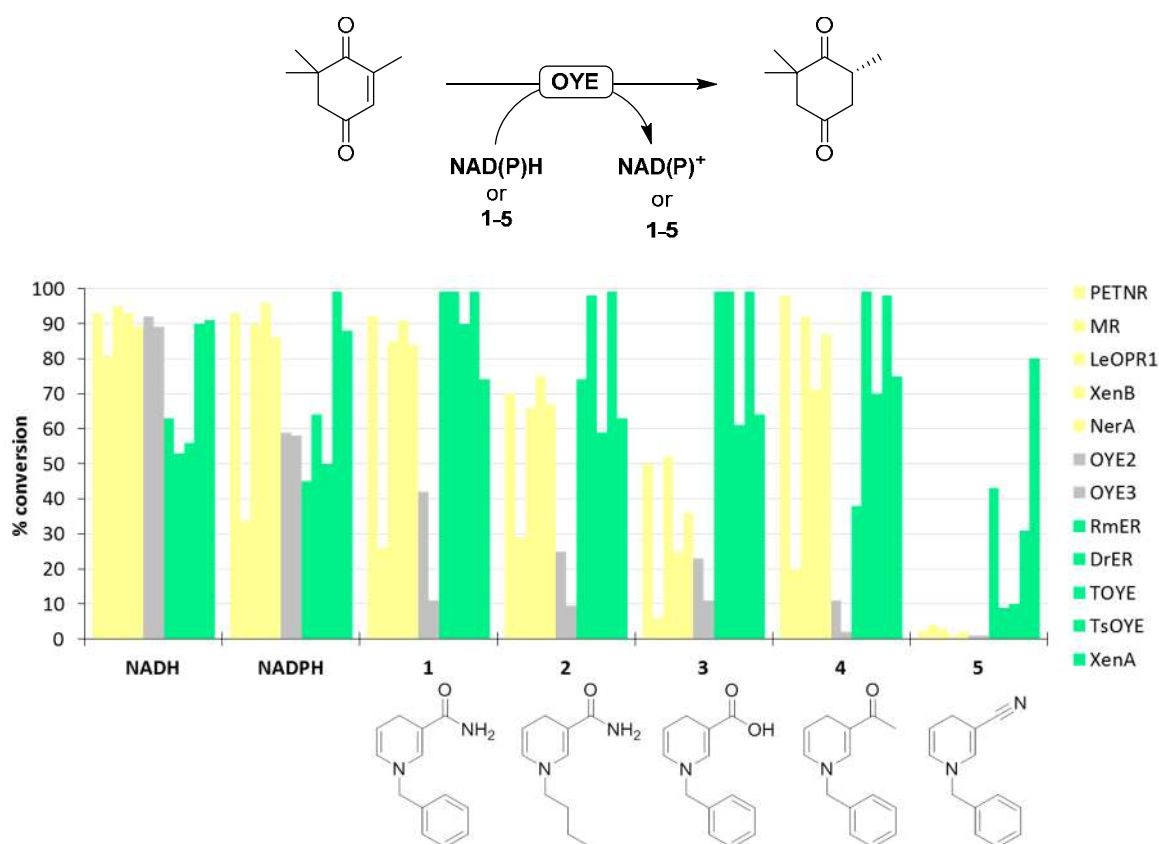 O
O
O
O
OYE
NAD(P)H
or
1–5
NAD(P)+
or
1–5
% conversion
100
90
80
70
60
50
40
30
20
10
0
NADH
NADPH
1
2
3
4
5
PETNR
MR
LeOPR1
XenB
NerA
OYE2
OYE3
RmER
DrER
TOYE
TsOYE
XenA
O
NH2
N
O
NH2
N
O
OH
N
O
N
N
N